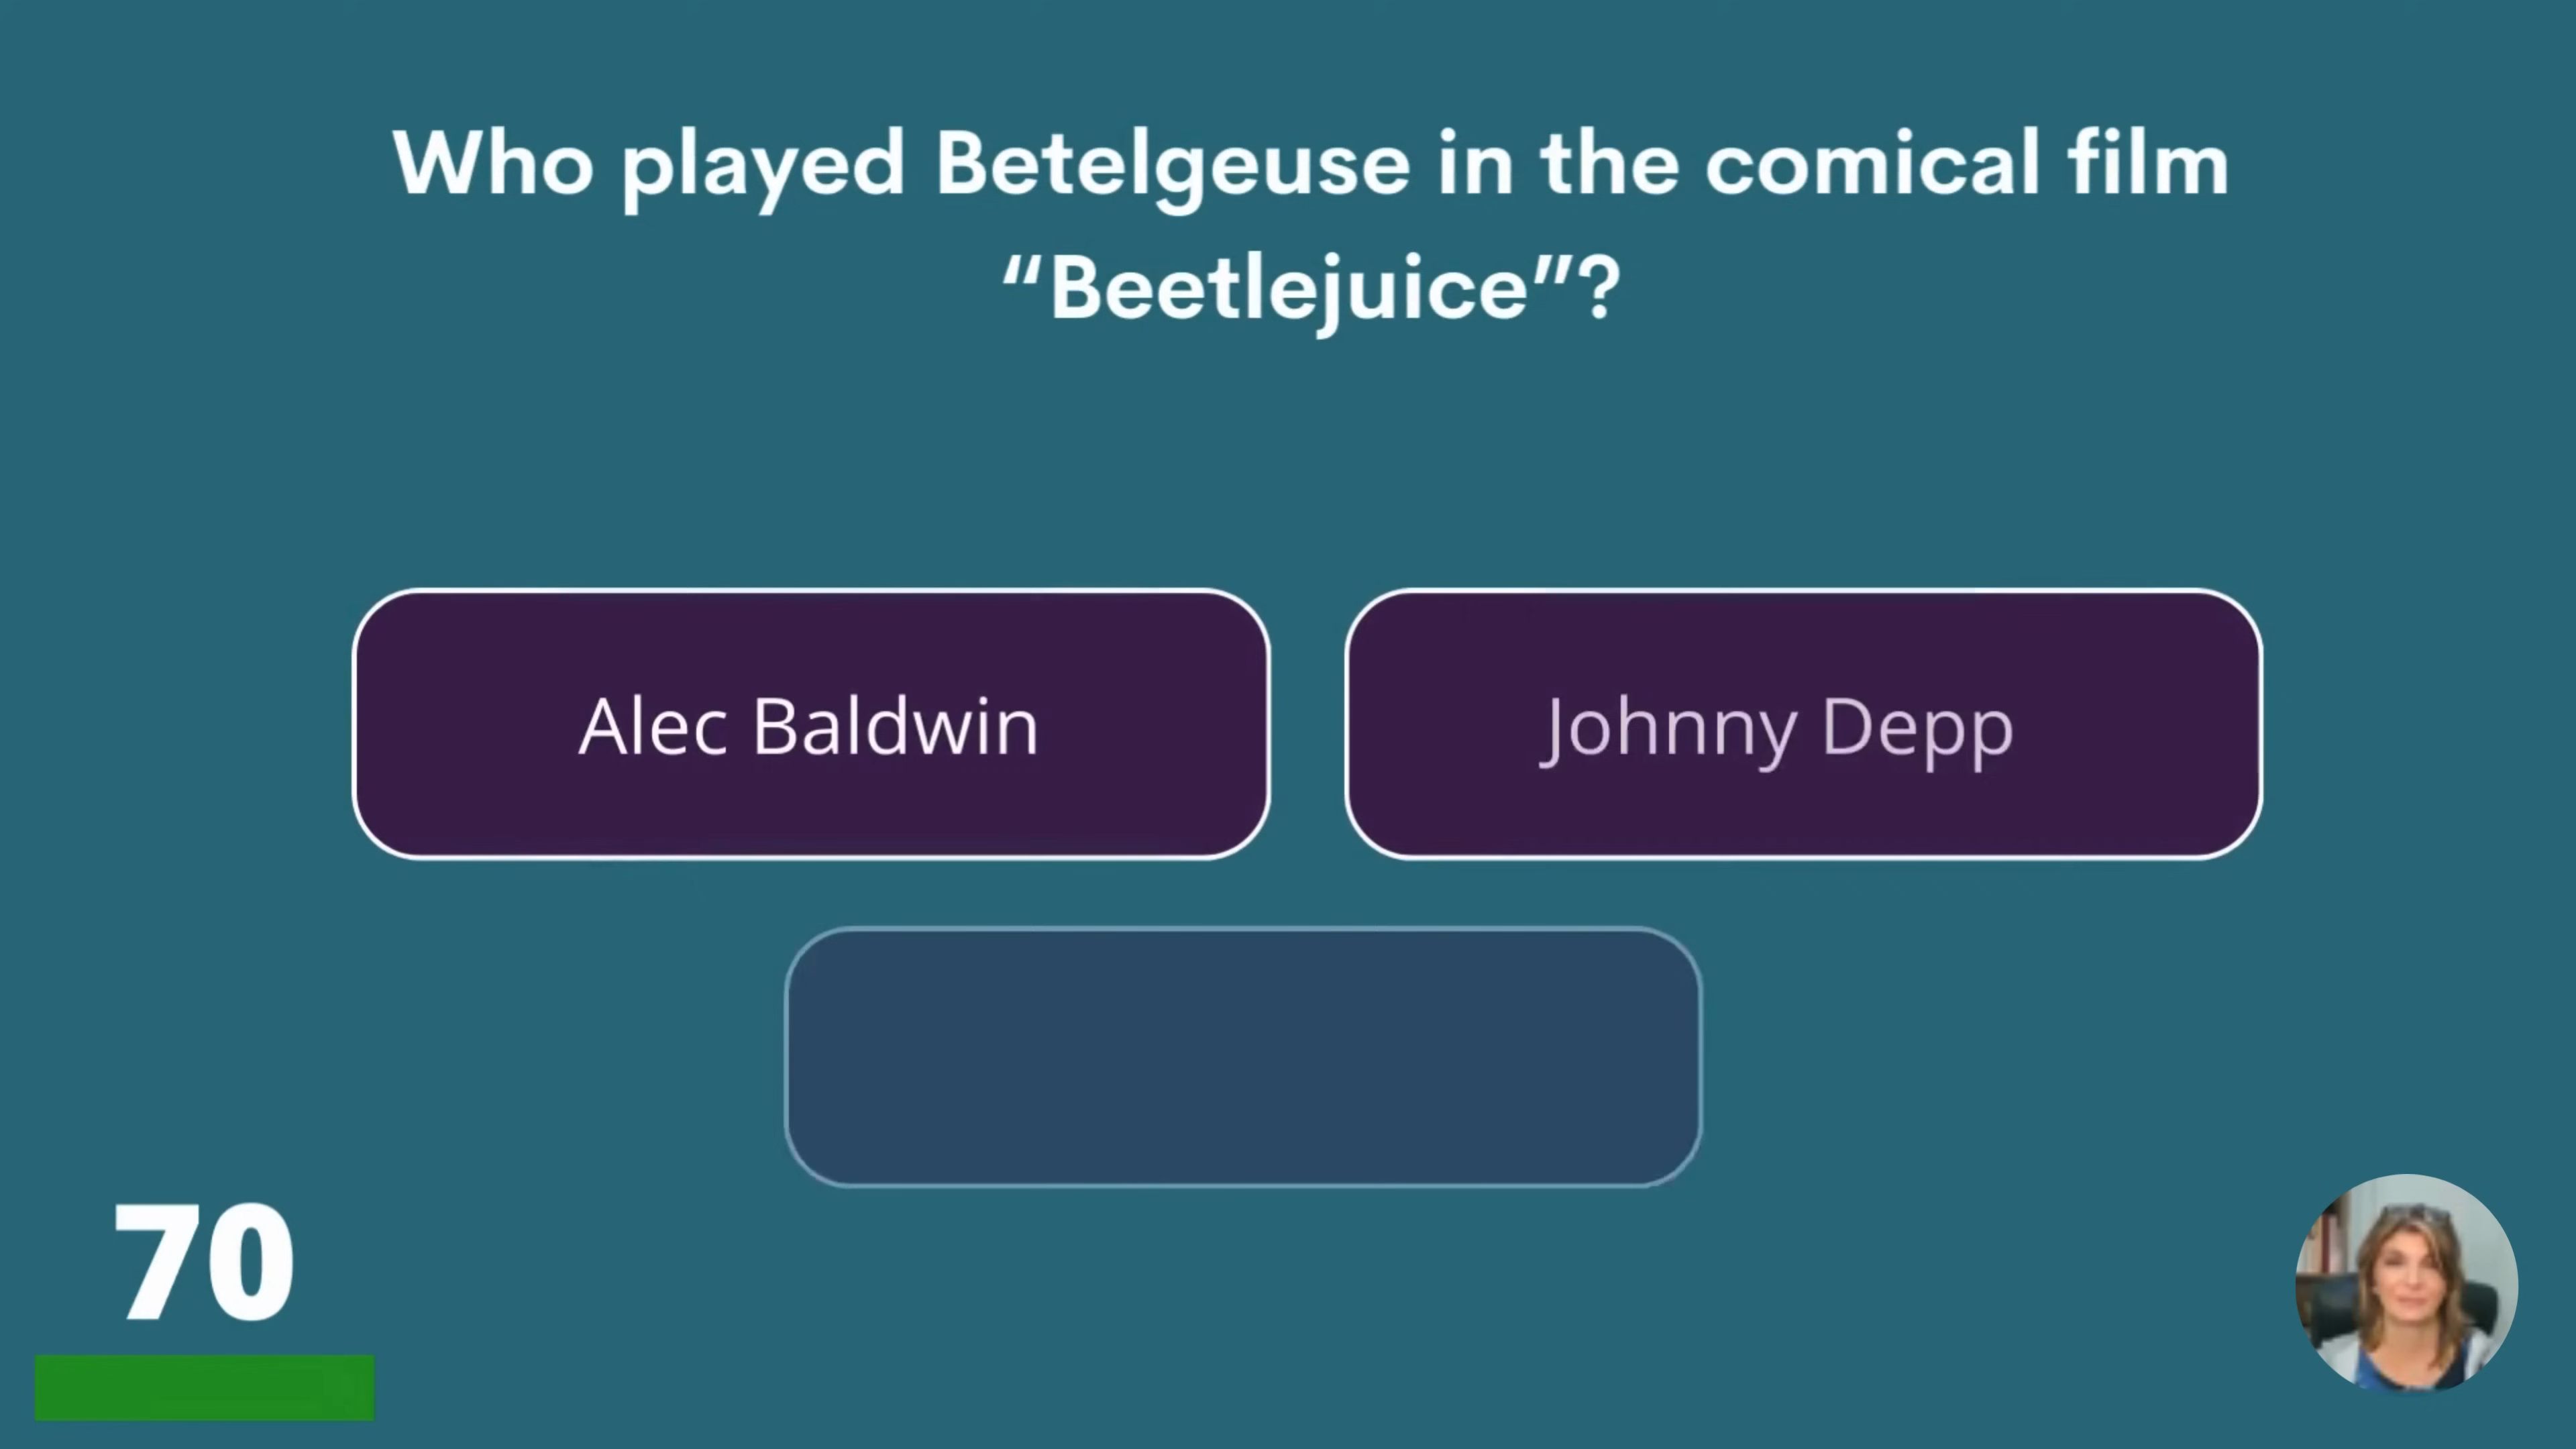 Who played Betelgeuse in the comical film
“Beetlejuice”?
Alec Baldwin
Johnny Depp
70